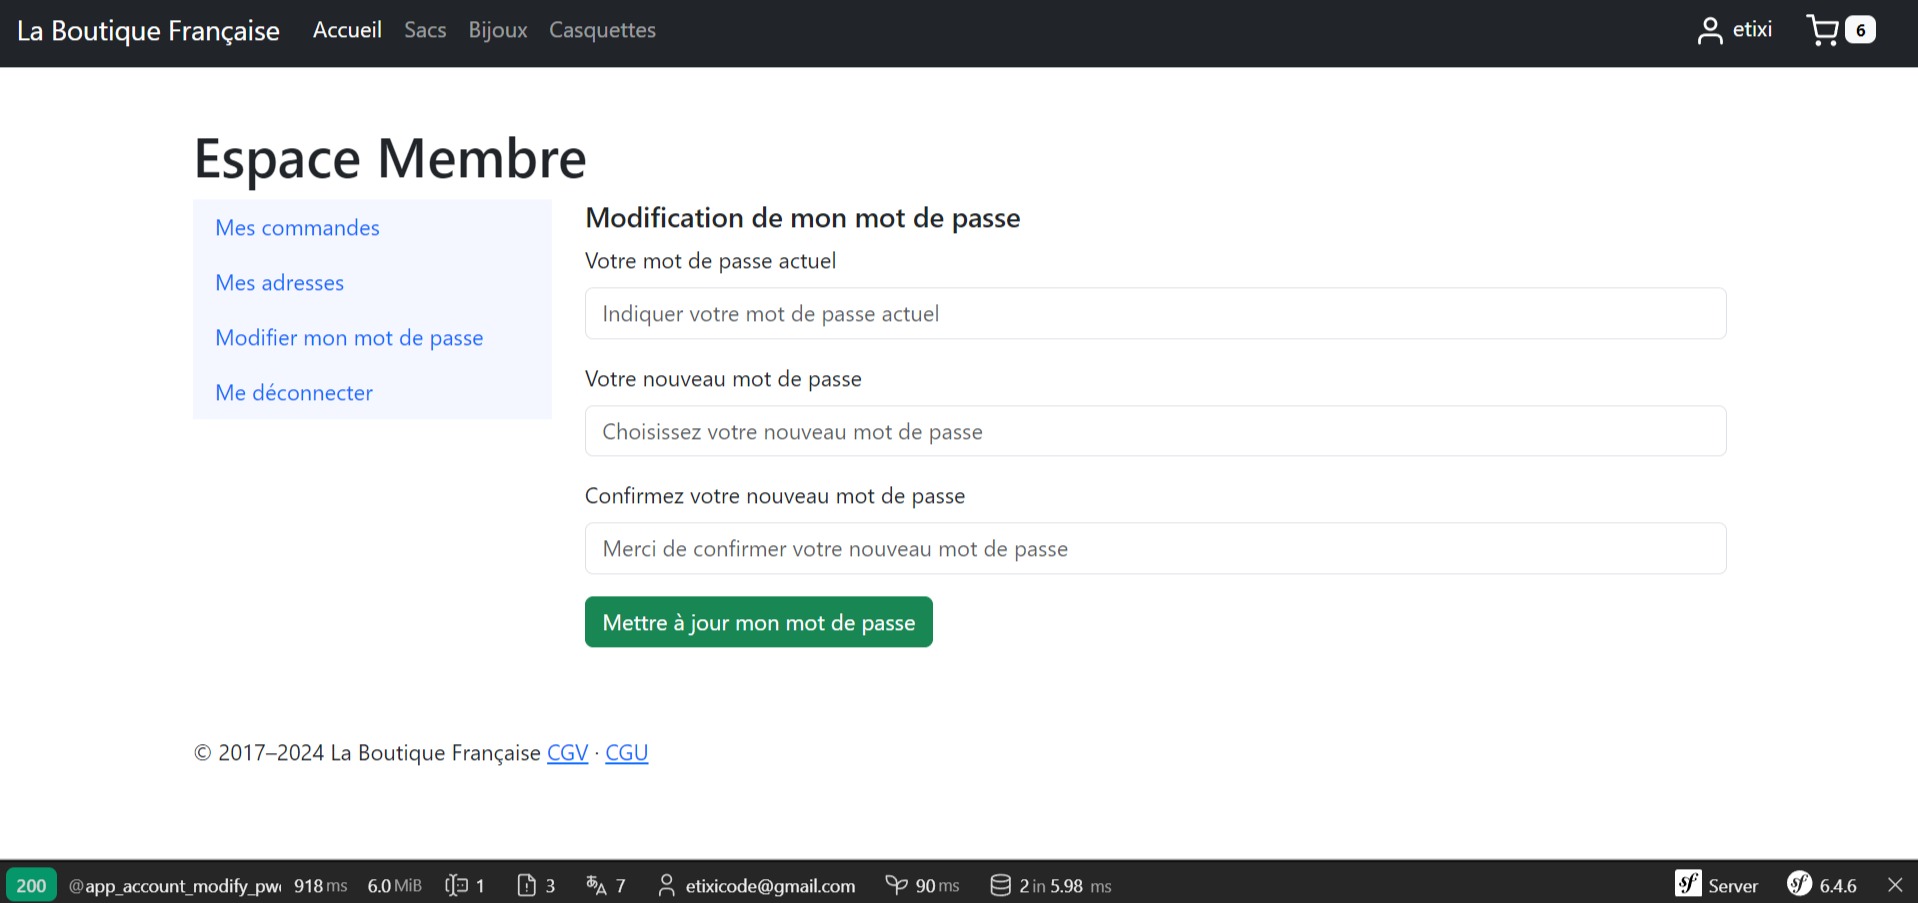 La Boutique Française Accueil Sacs Bijoux Casquettes etixi 6
Espace Membre
Mes commandes
Mes adresses
Modifier mon mot de passe
Me déconnecter
Modification de mon mot de passe
Votre mot de passe actuel
Indiquer votre mot de passe actuel
Votre nouveau mot de passe
Choisissez votre nouveau mot de passe
Confirmez votre nouveau mot de passe
Merci de confirmer votre nouveau mot de passe
Mettre à jour mon mot de passe
© 2017–2024 La Boutique Française CGV · CGU
200 @app_account_modify_pw 918 ms 6.0 MiB 1 3 7 etixicode@gmail.com 90 ms 2 in 5.98 ms Server 6.4.6